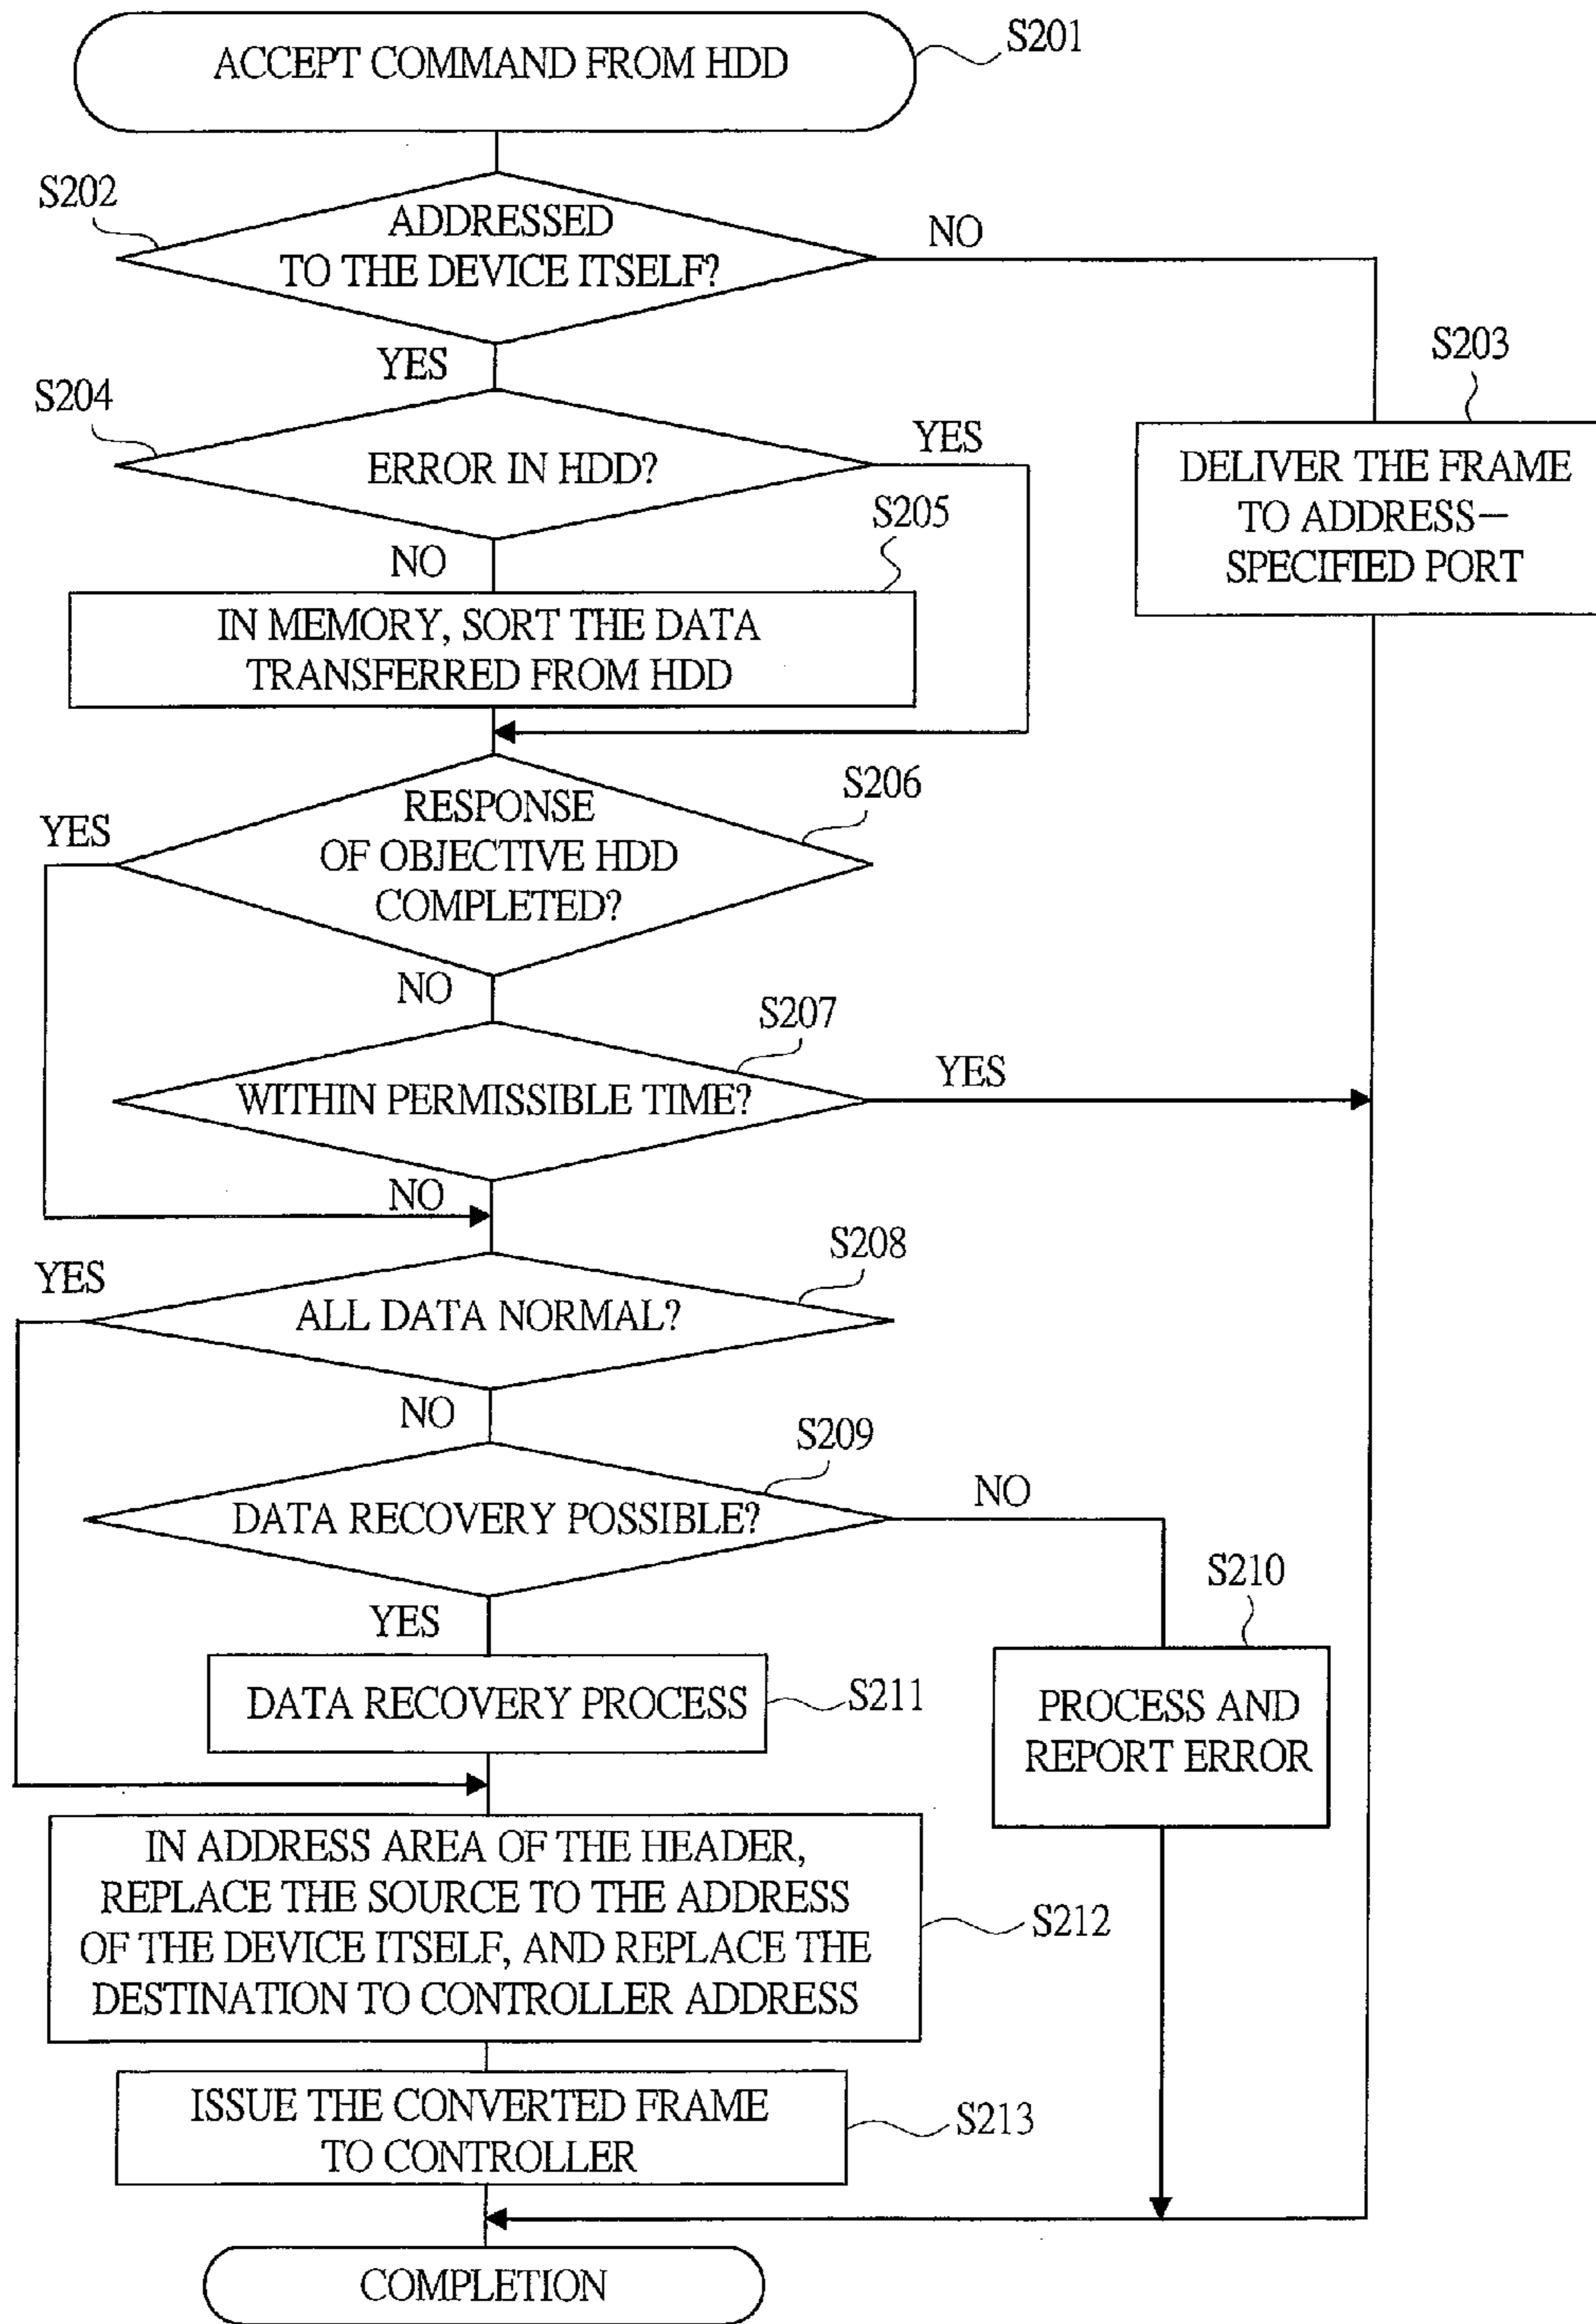 ACCEPT COMMAND FROM HDD
S201
S202
ADDRESSED
TO THE DEVICE ITSELF?
NO
YES
S203
DELIVER THE FRAME
TO ADDRESS–
SPECIFIED PORT
S204
ERROR IN HDD?
YES
NO
S205
IN MEMORY, SORT THE DATA
TRANSFERRED FROM HDD
S206
RESPONSE
OF OBJECTIVE HDD
COMPLETED?
YES
NO
S207
WITHIN PERMISSIBLE TIME?
YES
NO
S208
YES
ALL DATA NORMAL?
NO
S209
DATA RECOVERY POSSIBLE?
NO
YES
S210
PROCESS AND
REPORT ERROR
DATA RECOVERY PROCESS
S211
IN ADDRESS AREA OF THE HEADER,
REPLACE THE SOURCE TO THE ADDRESS
OF THE DEVICE ITSELF, AND REPLACE THE
DESTINATION TO CONTROLLER ADDRESS
S212
ISSUE THE CONVERTED FRAME
TO CONTROLLER
S213
COMPLETION